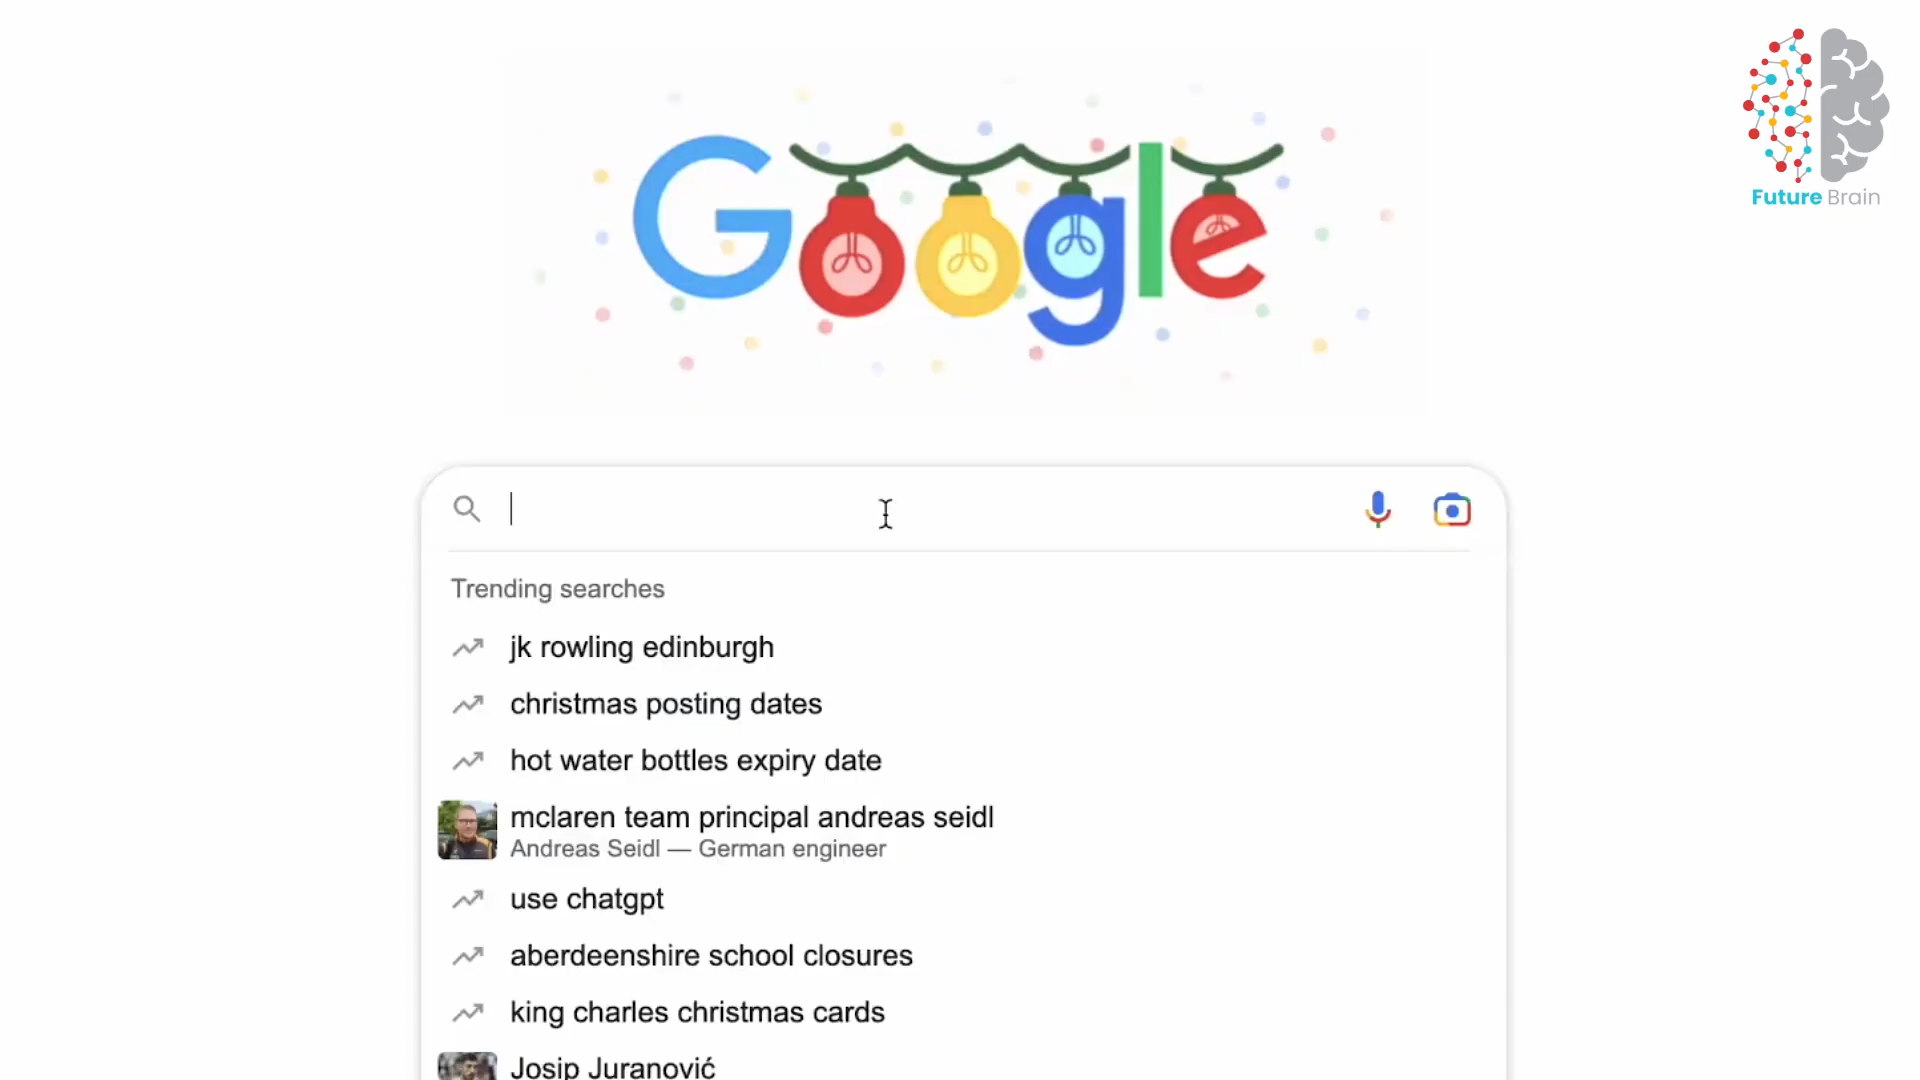 Google
Future Brain
Trending searches
jk rowling edinburgh
christmas posting dates
hot water bottles expiry date
mclaren team principal andreas seidl
Andreas Seidl — German engineer
use chatgpt
aberdeenshire school closures
king charles christmas cards
Josip Juranović